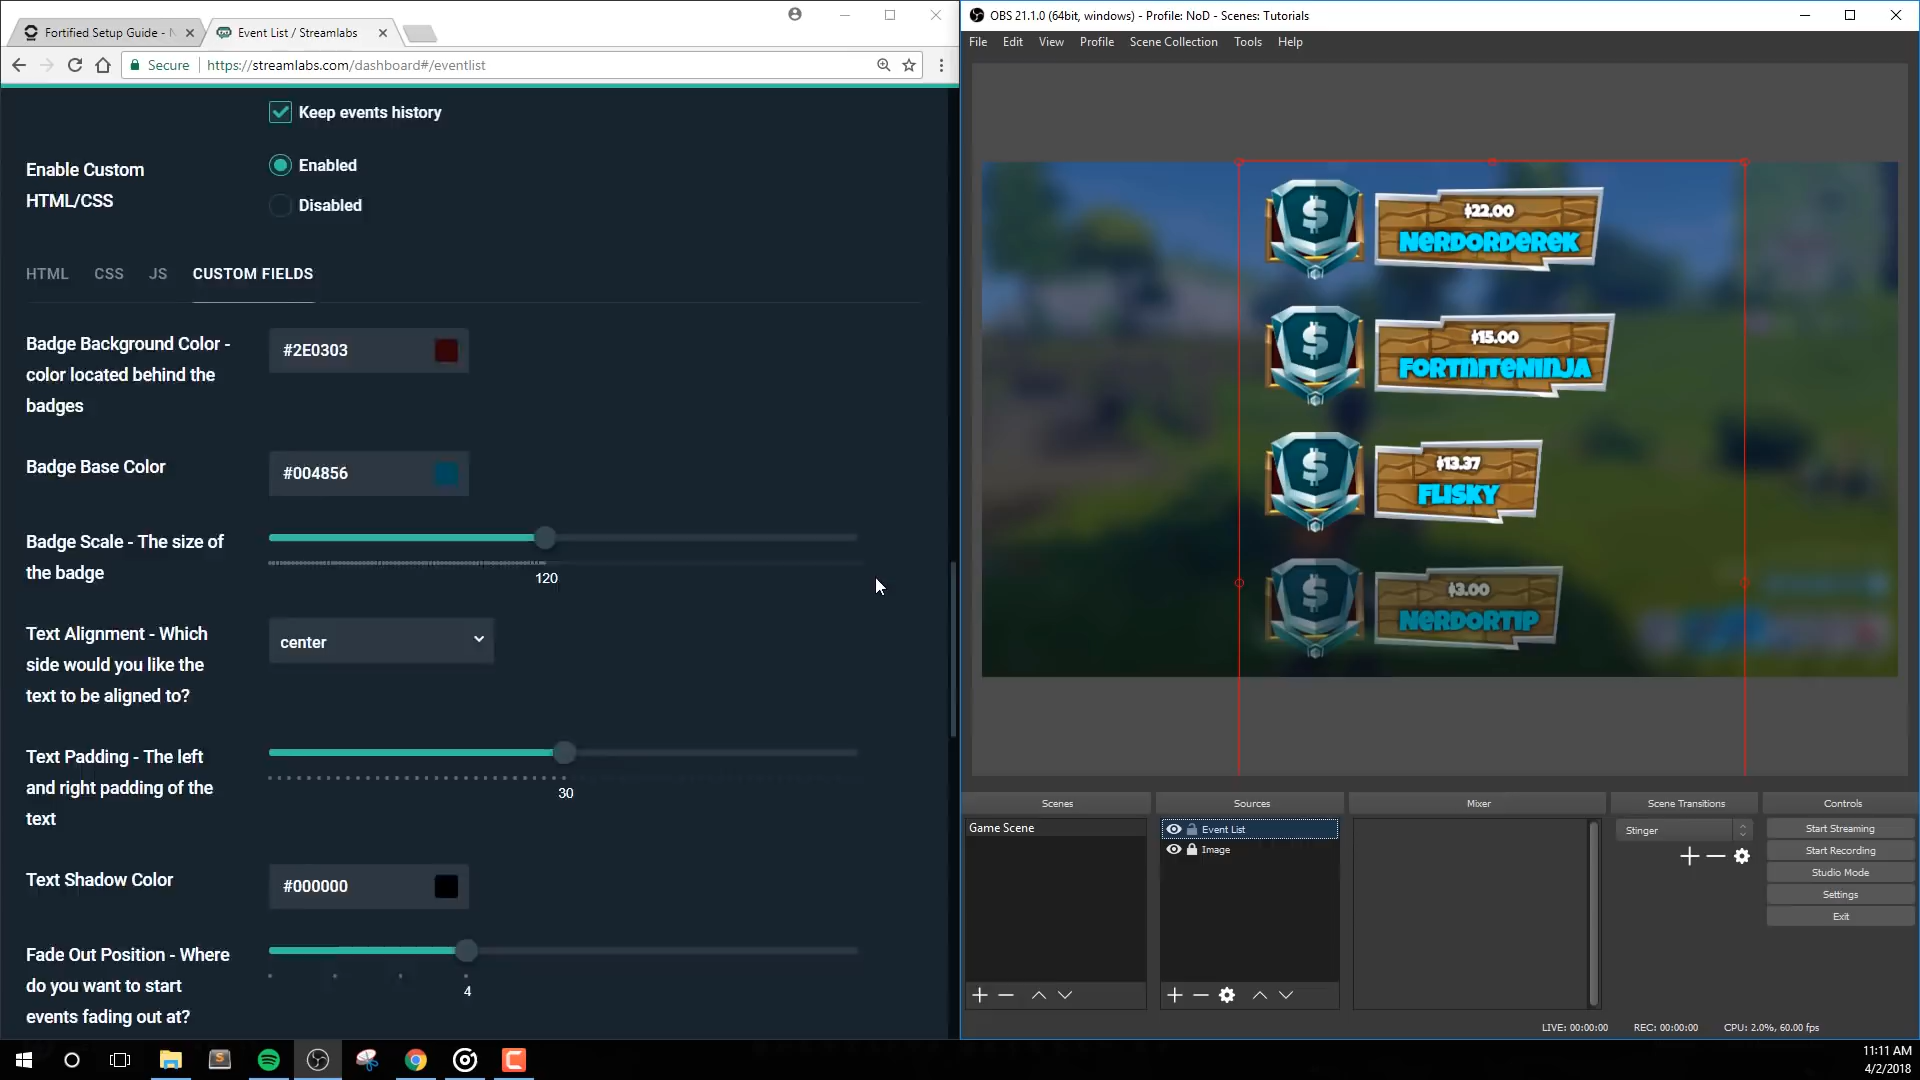 Fortified Setup Guide - N
Event List / Streamlabs
Secure
https://streamlabs.com/dashboard#/eventlist
Keep events history
Enable Custom
HTML/CSS
Enabled
Disabled
HTML
CSS
JS
CUSTOM FIELDS
Badge Background Color -
color located behind the
badges
#2E0303
Badge Base Color
#004856
Badge Scale - The size of
the badge
120
Text Alignment - Which
side would you like the
text to be aligned to?
center
Text Padding - The left
and right padding of the
text
30
Text Shadow Color
#000000
Fade Out Position - Where
do you want to start
events fading out at?
4
OBS 21.1.0 (64bit, windows) - Profile: NoD - Scenes: Tutorials
File
Edit
View
Profile
Scene Collection
Tools
Help
$
$22.00
NerdOrDerek
$
$15.00
FortniteNinja
$
$13.37
Flisky
$
$3.00
NerdOrTip
Scenes
Game Scene
Sources
Event List
Image
Mixer
Scene Transitions
Stinger
Controls
Start Streaming
Start Recording
Studio Mode
Settings
Exit
LIVE: 00:00:00
REC: 00:00:00
CPU: 2.0%, 60.00 fps
11:11 AM
4/2/2018